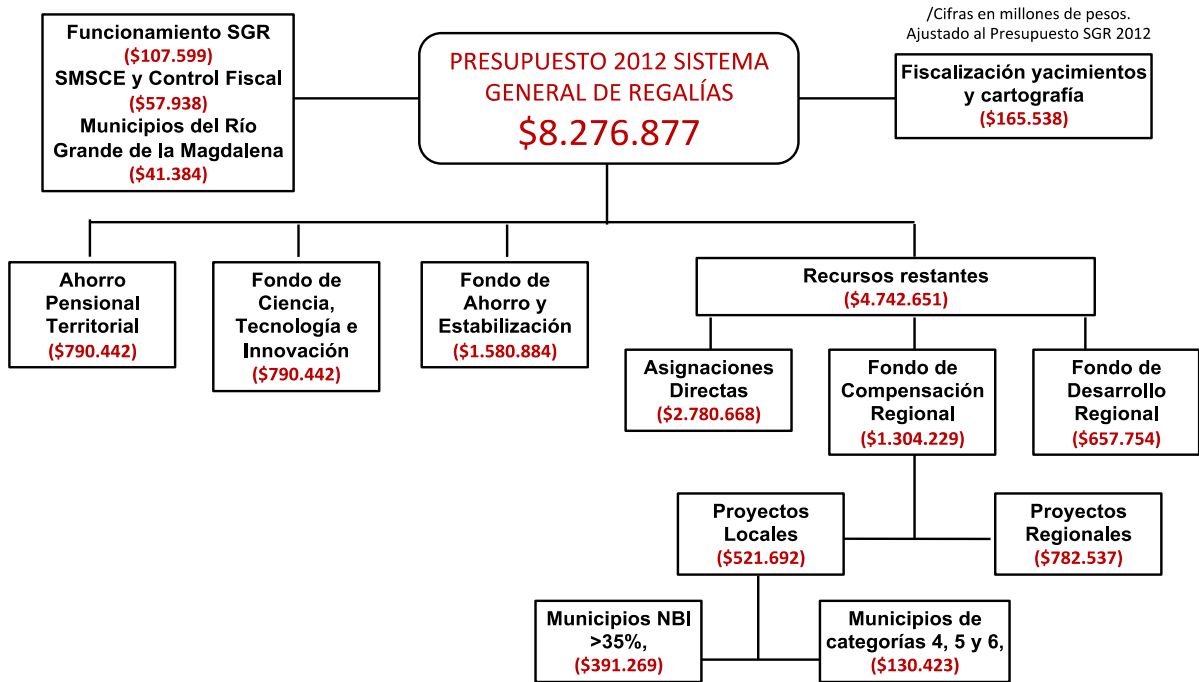 Funcionamiento SGR
($107.599)
SMSCE y Control Fiscal
($57.938)
Municipios del Río
Grande de la Magdalena
($41.384)
PRESUPUESTO 2012 SISTEMA
GENERAL DE REGALÍAS
$8.276.877
/Cifras en millones de pesos.
Ajustado al Presupuesto SGR 2012
Fiscalización yacimientos
y cartografía
($165.538)
Ahorro
Pensional
Territorial
($790.442)
Fondo de
Ciencia,
Tecnología e
Innovación
($790.442)
Fondo de
Ahorro y
Estabilización
($1.580.884)
Recursos restantes
($4.742.651)
Asignaciones
Directas
($2.780.668)
Fondo de
Compensación
Regional
($1.304.229)
Fondo de
Desarrollo
Regional
($657.754)
Proyectos
Locales
($521.692)
Proyectos
Regionales
($782.537)
Municipios NBI
>35%,
($391.269)
Municipios de
categorías 4, 5 y 6,
($130.423)